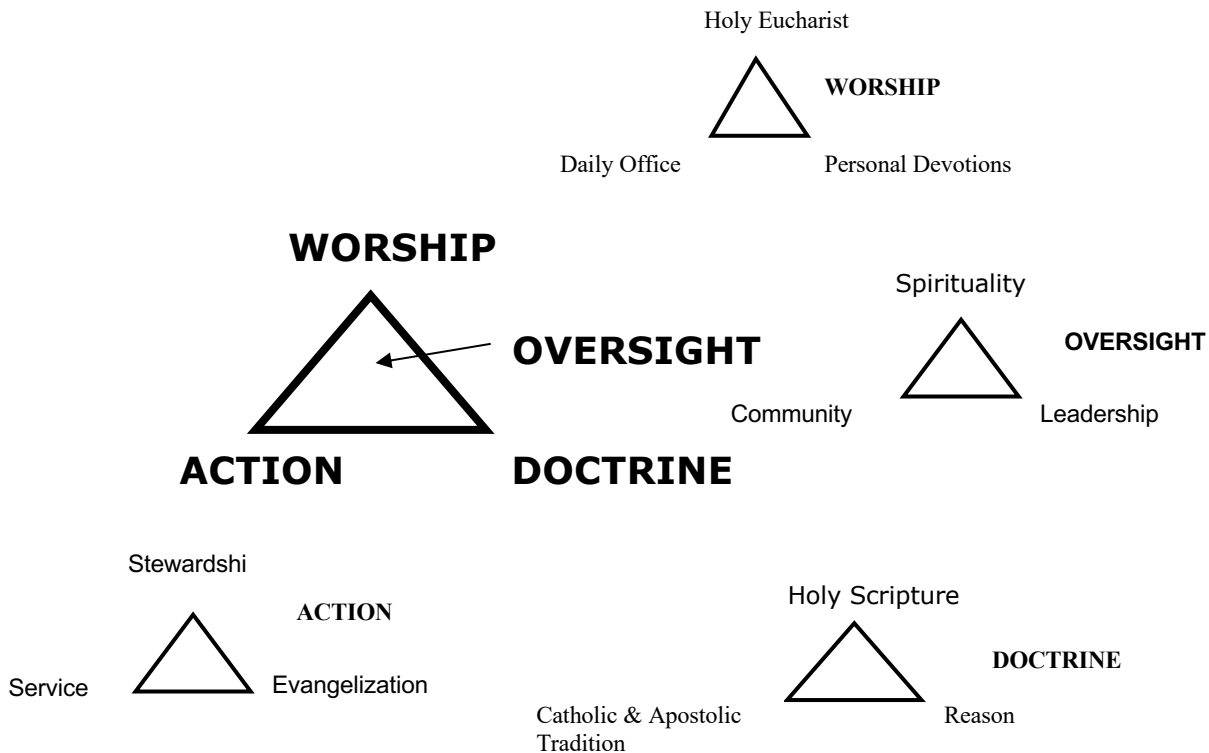 Holy Eucharist
WORSHIP
Daily Office
Personal Devotions
WORSHIP
OVERSIGHT
ACTION
DOCTRINE
Spirituality
OVERSIGHT
Community
Leadership
Stewardshi
ACTION
Service
Evangelization
Holy Scripture
DOCTRINE
Catholic & Apostolic
Tradition
Reason